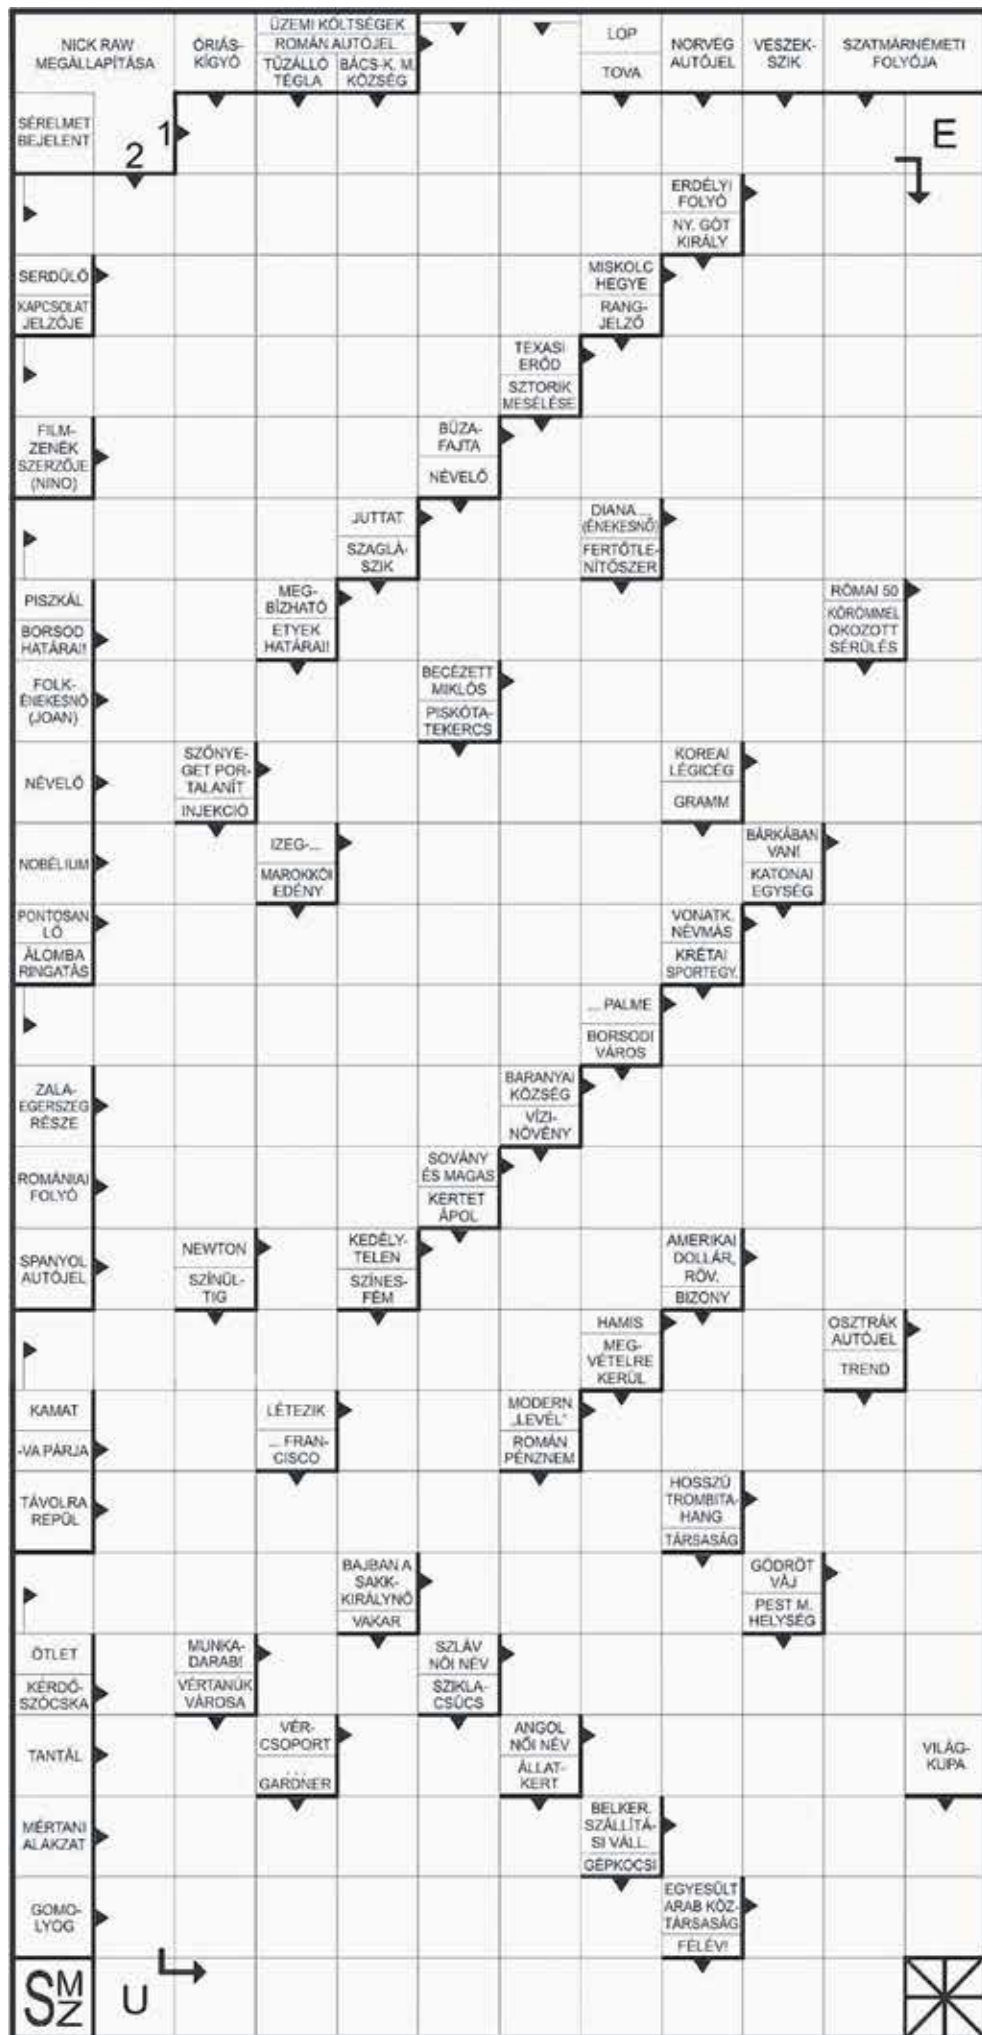 NICK RAW
MEGÁLLAPÍTÁSA
ÓRIÁS-
KÍGYÓ
ÜZEMI KÖLTSÉGEK
ROMÁN AUTÓJEL
TŰZÁLLÓ
TÉGLA
BÁCS-K. M.
KÖZSÉG
LOP
TOVA
NORVÉG
AUTÓJEL
VESZEK-
SZIK
SZATMÁRNÉMETI
FOLYÓJA
SÉRELMET
BEJELENT
1
2
E
ERDÉLYI
FOLYÓ
NY. GÓT
KIRÁLY
SERDÜLŐ
KAPCSOLAT
JELZŐJE
MISKOLC
HEGYE
RANG-
JELZŐ
TEXASI
ERŐD
SZTORIK
MESÉLÉSE
FILM-
ZENÉK
SZERZŐJE
(NINO)
BÚZA-
FAJTA
NÉVELŐ
JUTTAT
SZAGLÁ-
SZIK
DIANA ...
(ÉNEKESNŐ)
FERTŐTLE-
NÍTŐSZER
PISZKÁL
BORSOD
HATÁRAI!
MEG-
BÍZHATÓ
ETYEK
HATÁRAI!
RÓMAI 50
KÖRÖMMEL
OKOZOTT
SÉRÜLÉS
FOLK-
ÉNEKESNŐ
(JOAN)
BECÉZETT
MIKLÓS
PISKÓTA-
TEKERCS
NÉVELŐ
SZŐNYE-
GET POR-
TALANÍT
INJEKCIÓ
KOREAI
LÉGICÉG
GRAMM
NOBÉLIUM
IZEG-...
MAROKKÓI
EDÉNY
BÁRKÁBAN
VAN!
KATONAI
EGYSÉG
PONTOSAN
LŐ
ÁLOMBA
RINGATÁS
VONATK.
NÉVMÁS
KRÉTAI
SPORTEGY.
... PALME
BORSODI
VÁROS
ZALA-
EGERSZEG
RÉSZE
BARANYAI
KÖZSÉG
VÍZI-
NÖVÉNY
ROMÁNIAI
FOLYÓ
SOVÁNY
ÉS MAGAS
KERTET
ÁPOL
SPANYOL
AUTÓJEL
NEWTON
SZÍNÜL-
TIG
KEDÉLY-
TELEN
SZÍNES-
FÉM
AMERIKAI
DOLLÁR,
RÖV.
BIZONY
HAMIS
MEG-
VÉTELRE
KERÜL
OSZTRÁK
AUTÓJEL
TREND
KAMAT
-VA PÁRJA
LÉTEZIK
... FRAN-
CISCO
MODERN
„LEVÉL”
ROMÁN
PÉNZNEM
TÁVOLRA
REPÜL
HOSSZÚ
TROMBITA-
HANG
TÁRSASÁG
BAJBAN A
SAKK-
KIRÁLYNŐ
VAKAR
GÖDRÖT
VÁJ
PEST M.
HELYSÉG
ÖTLET
KÉRDŐ-
SZÓCSKA
MUNKA-
DARAB!
VÉRTANÚK
VÁROSA
SZLÁV
NŐI NÉV
SZIKLA-
CSÚCS
TANTÁL
VÉR-
CSOPORT
...
GARDNER
ANGOL
NŐI NÉV
ÁLLAT-
KERT
VILÁG-
KUPA
MÉRTANI
ALAKZAT
BELKER.
SZÁLLÍTÁ-
SI VÁLL.
GÉPKOCSI
GOMO-
LYOG
EGYESÜLT
ARAB KÖZ-
TÁRSASÁG
FÉLÉV!
SMZ
U